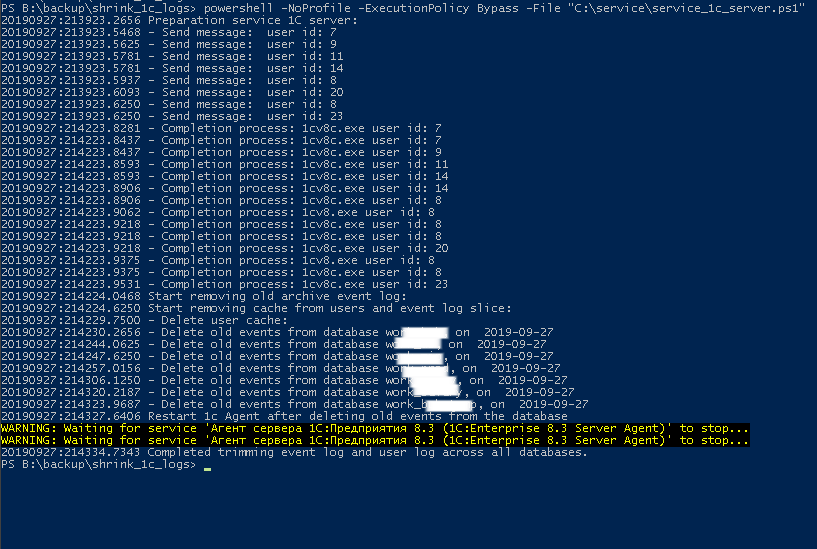 PS B:\backup\shrink_1c_logs> powershell -NoProfile -ExecutionPolicy Bypass -File "C:\service\service_1c_server.ps1"
20190927:213923.2656 Preparation service 1C server:
20190927:213923.5468 - Send message:  user id: 7
20190927:213923.5625 - Send message:  user id: 9
20190927:213923.5781 - Send message:  user id: 11
20190927:213923.5781 - Send message:  user id: 14
20190927:213923.5937 - Send message:  user id: 8
20190927:213923.6093 - Send message:  user id: 20
20190927:213923.6250 - Send message:  user id: 8
20190927:213923.6250 - Send message:  user id: 23
20190927:214223.8281 - Completion process: 1cv8c.exe user id: 7
20190927:214223.8437 - Completion process: 1cv8c.exe user id: 7
20190927:214223.8437 - Completion process: 1cv8c.exe user id: 9
20190927:214223.8593 - Completion process: 1cv8c.exe user id: 11
20190927:214223.8593 - Completion process: 1cv8c.exe user id: 14
20190927:214223.8906 - Completion process: 1cv8c.exe user id: 14
20190927:214223.8906 - Completion process: 1cv8c.exe user id: 8
20190927:214223.9062 - Completion process: 1cv8.exe user id: 8
20190927:214223.9218 - Completion process: 1cv8c.exe user id: 8
20190927:214223.9218 - Completion process: 1cv8c.exe user id: 8
20190927:214223.9218 - Completion process: 1cv8c.exe user id: 20
20190927:214223.9375 - Completion process: 1cv8.exe user id: 8
20190927:214223.9375 - Completion process: 1cv8c.exe user id: 8
20190927:214223.9531 - Completion process: 1cv8c.exe user id: 23
20190927:214224.0468 Start removing old archive event log:
20190927:214224.6250 Start removing cache from users and event log slice:
20190927:214229.7500 - Delete user cache:
20190927:214230.2656 - Delete old events from database on  2019-09-27
20190927:214244.0625 - Delete old events from database on  2019-09-27
20190927:214247.6250 - Delete old events from database , on  2019-09-27
20190927:214257.0156 - Delete old events from database , on  2019-09-27
20190927:214306.1250 - Delete old events from database , on  2019-09-27
20190927:214320.2187 - Delete old events from database , on  2019-09-27
20190927:214323.9687 - Delete old events from database , on  2019-09-27
20190927:214327.6406 Restart 1c Agent after deleting old events from the database
WARNING: Waiting for service 'Агент сервера 1С:Предприятия 8.3 (1C:Enterprise 8.3 Server Agent)' to stop...
WARNING: Waiting for service 'Агент сервера 1С:Предприятия 8.3 (1C:Enterprise 8.3 Server Agent)' to stop...
20190927:214334.7343 Completed trimming event log and user log across all databases.
PS B:\backup\shrink_1c_logs>